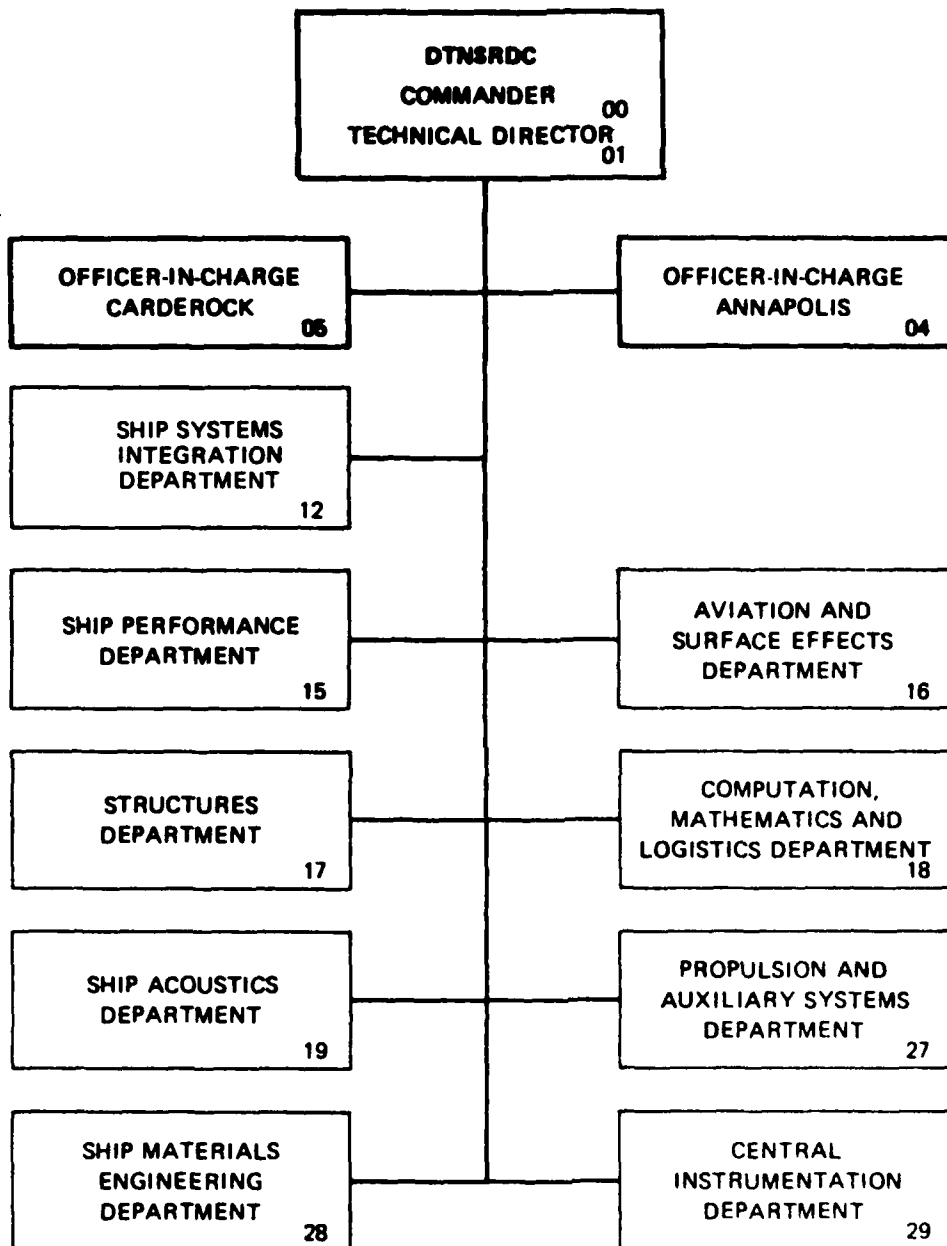 DTNSRDC
COMMANDER
00
TECHNICAL DIRECTOR
01
OFFICER-IN-CHARGE
CARDEROCK
05
OFFICER-IN-CHARGE
ANNAPOLIS
04
SHIP SYSTEMS
INTEGRATION
DEPARTMENT
12
SHIP PERFORMANCE
DEPARTMENT
15
AVIATION AND
SURFACE EFFECTS
DEPARTMENT
16
STRUCTURES
DEPARTMENT
17
COMPUTATION,
MATHEMATICS AND
LOGISTICS DEPARTMENT
18
SHIP ACOUSTICS
DEPARTMENT
19
PROPULSION AND
AUXILIARY SYSTEMS
DEPARTMENT
27
SHIP MATERIALS
ENGINEERING
DEPARTMENT
28
CENTRAL
INSTRUMENTATION
DEPARTMENT
29